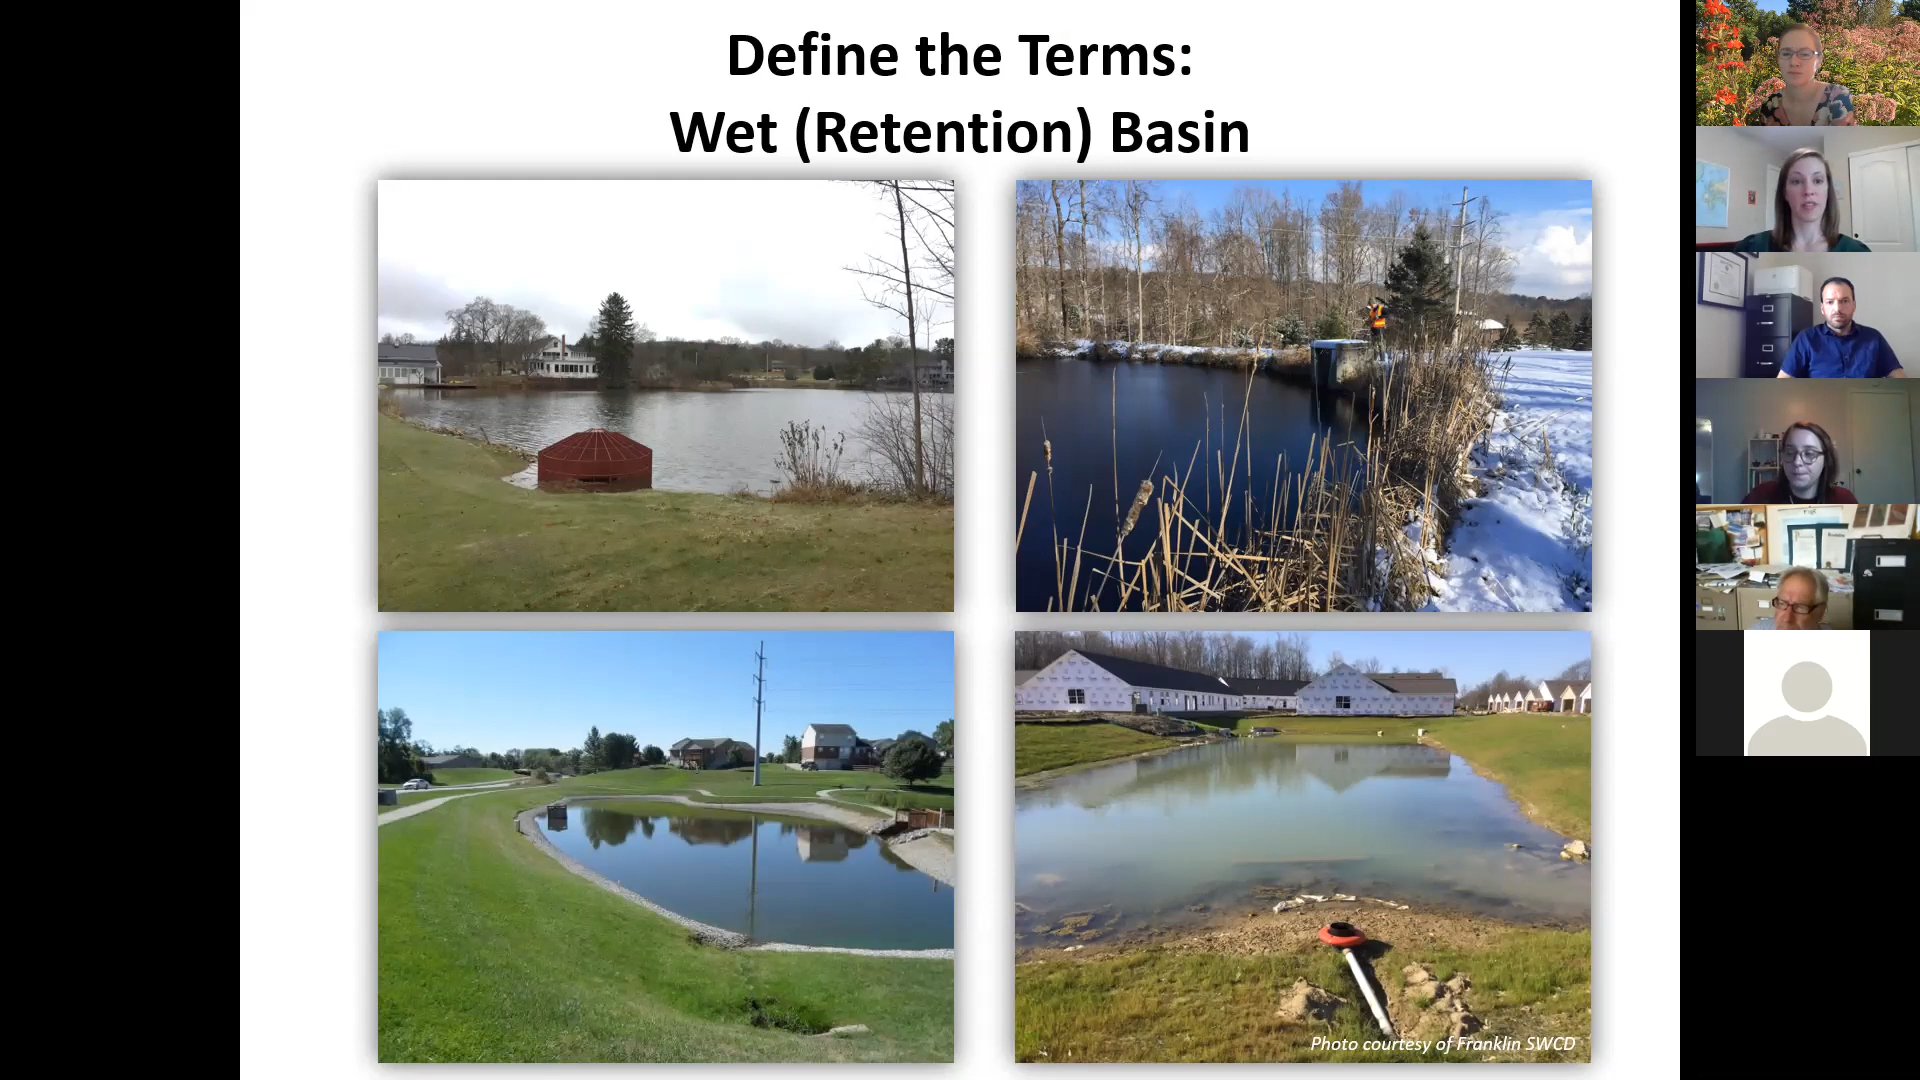 Define the Terms:
Wet (Retention) Basin
Photo courtesy of Franklin SWCD